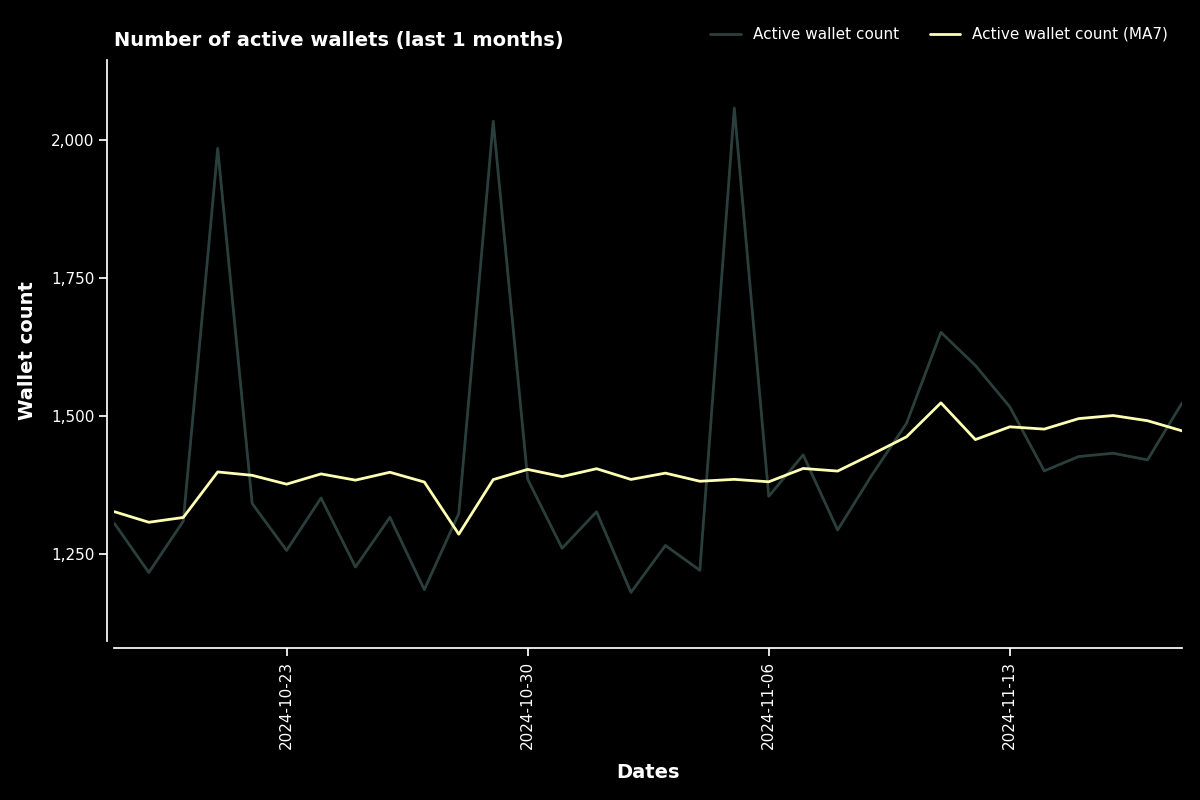 Number of active wallets (last 1 months)
Active wallet count
Active wallet count (MA7)
2,000
1,750
1,500
1,250
Wallet count
2024-10-23
2024-10-30
2024-11-06
2024-11-13
Dates